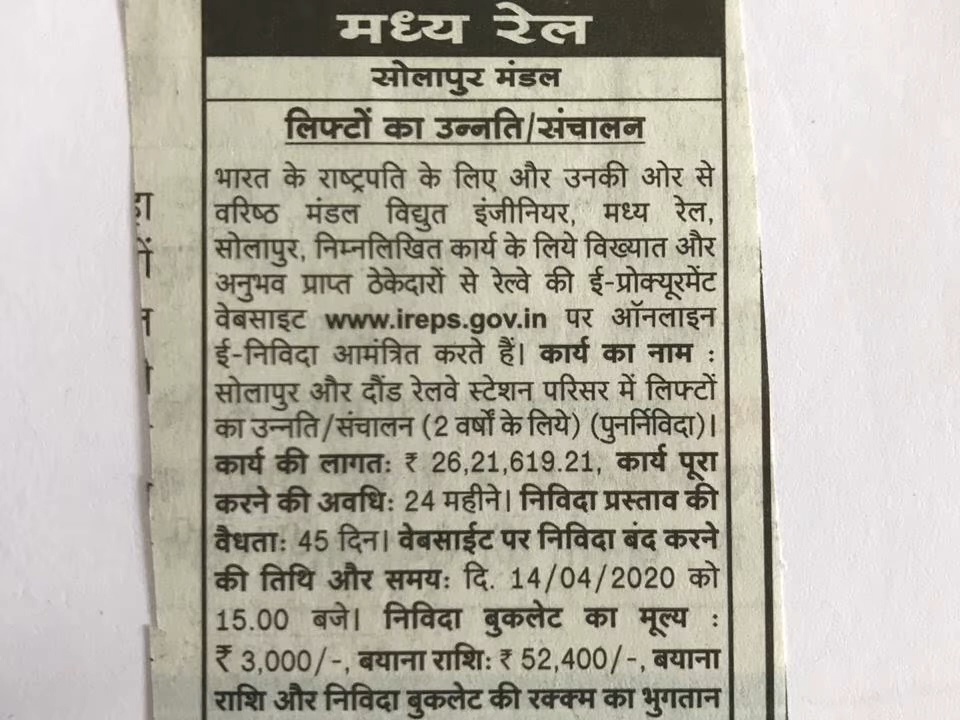 मध्य रेल
सोलापुर मंडल
लिफ्टों का उन्नति/संचालन
भारत के राष्ट्रपति के लिए और उनकी ओर से
वरिष्ठ मंडल विद्युत इंजीनियर, मध्य रेल,
सोलापुर, निम्नलिखित कार्य के लिये विख्यात और
अनुभव प्राप्त ठेकेदारों से रेल्वे की ई-प्रोक्यूरमेंट
वेबसाइट www.ireps.gov.in पर ऑनलाइन
ई-निविदा आमंत्रित करते हैं। कार्य का नाम :
सोलापुर और दौंड रेलवे स्टेशन परिसर में लिफ्टों
का उन्नति/संचालन (2 वर्षों के लिये) (पुनर्निविदा)।
कार्य की लागतः ₹ 26,21,619.21, कार्य पूरा
करने की अवधिः 24 महीने। निविदा प्रस्ताव की
वैधताः 45 दिन। वेबसाईट पर निविदा बंद करने
की तिथि और समयः दि. 14/04/2020 को
15.00 बजे। निविदा बुकलेट का मूल्य :
₹ 3,000/-, बयाना राशिः ₹ 52,400/-, बयाना
राशि और निविदा बुकलेट की रक्क्म का भुगतान